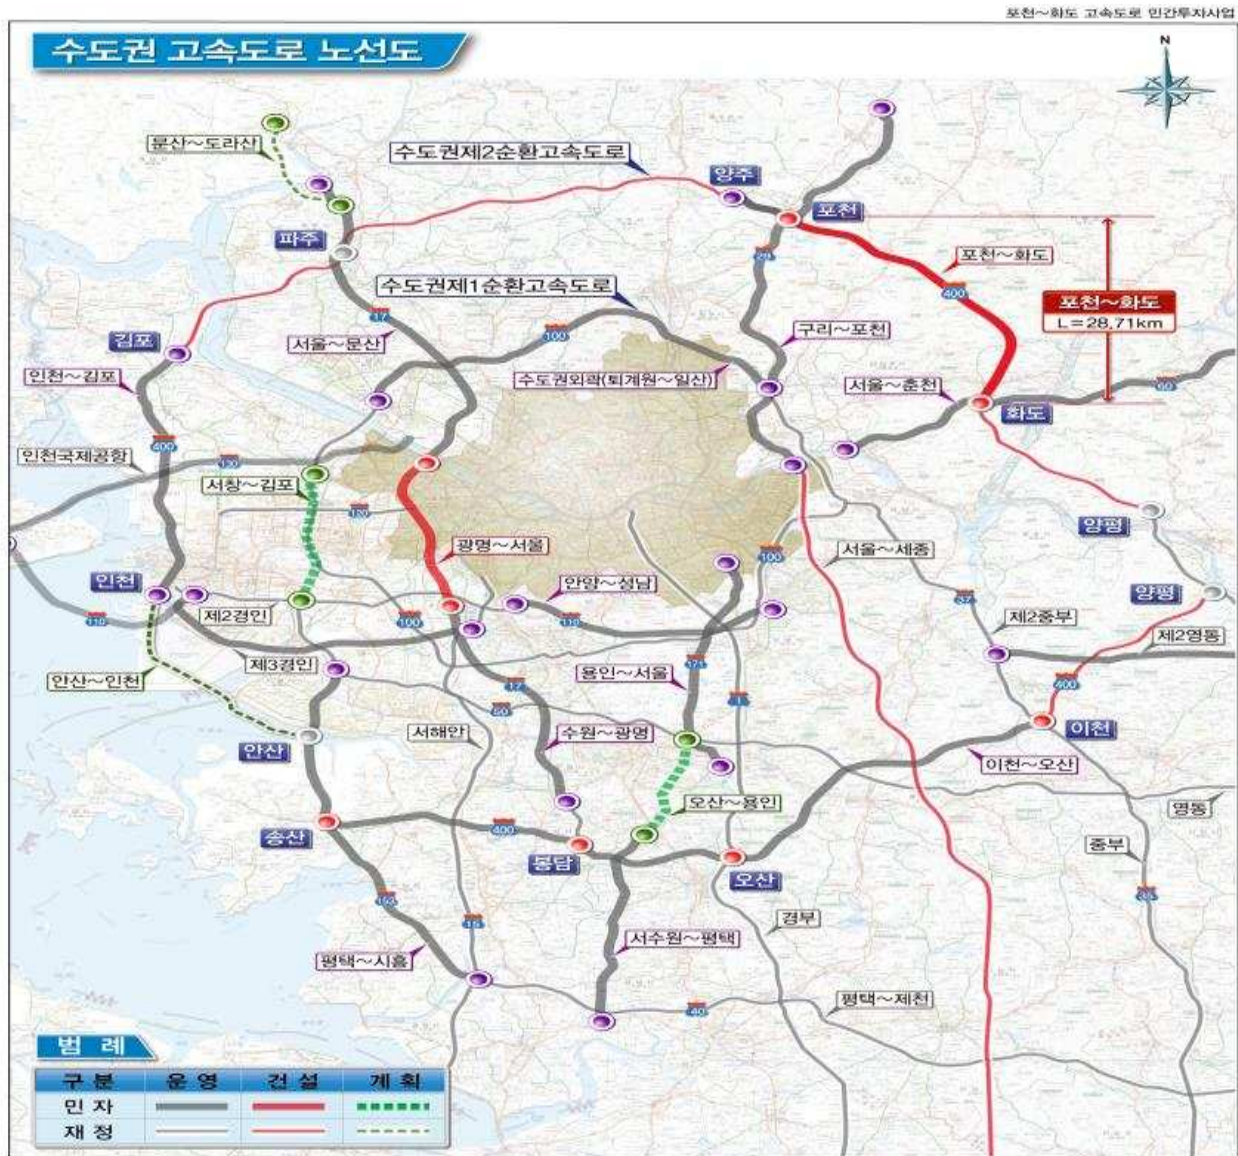 포천~화도 고속도로 민간투자사업
수도권 고속도로 노선도
N
문산~도라산
수도권제2순환고속도로
양주
포천
파주
29
포천~화도
400
포천~화도
L=28.71km
수도권제1순환고속도로
17
100
서울~문산
구리~포천
김포
인천~김포
수도권외곽(퇴계원~일산)
서울~춘천
60
화도
400
인천국제공항
130
서창~김포
120
양평
광명~서울
서울~세종
100
인천
안양~성남
양평
110
제2경인
100
110
37
제2중부
제2영동
제3경인
안산~인천
용인~서울
171
400
17
50
1
안산
서해안
수원~광명
이천
이천~오산
오산~용인
영동
송산
400
봉담
오산
중부
153
15
경부
35
서수원~평택
평택~시흥
평택~제천
40
범 례
구 분 운 영 건 설 계 획
민 자
재 정